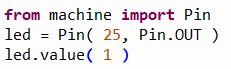 from machine import Pin
led = Pin( 25, Pin.OUT )
led.value( 1 )